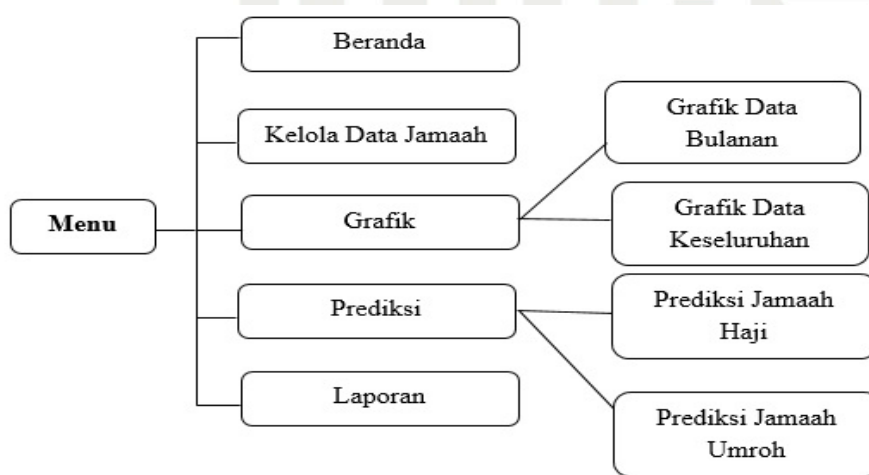 Beranda
Kelola Data Jamaah
Menu
Grafik
Grafik Data
Bulanan
Grafik Data
Keseluruhan
Prediksi
Prediksi Jamaah
Haji
Prediksi Jamaah
Umroh
Laporan